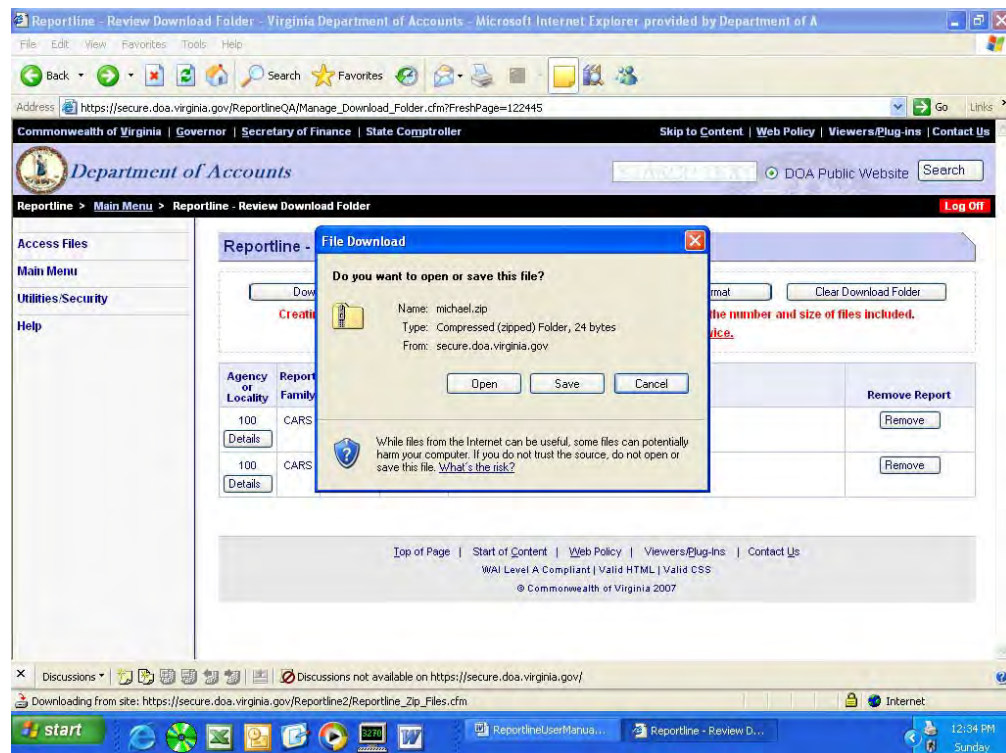 Reportline - Review Download Folder - Virginia Department of Accounts - Microsoft Internet Explorer provided by Department of A
File Edit View Favorites Tools Help
Back Search Favorites
Address https://secure.doa.virginia.gov/ReportlineQA/Manage_Download_Folder.cfm?FreshPage=122445 Go Links
Commonwealth of Virginia | Governor | Secretary of Finance | State Comptroller Skip to Content | Web Policy | Viewers/Plug-ins | Contact Us
Department of Accounts DOA Public Website Search
Reportline > Main Menu > Reportline - Review Download Folder Log Off
Access Files
Main Menu
Utilities/Security
Help
Reportline -
Dow
rmat
Clear Download Folder
Creati
the number and size of files included.
vice.
Agency or Locality
Report Family
Remove Report
100 CARS Remove
Details
100 CARS Remove
Details
File Download
Do you want to open or save this file?
Name: michael.zip
Type: Compressed (zipped) Folder, 24 bytes
From: secure.doa.virginia.gov
Open Save Cancel
While files from the Internet can be useful, some files can potentially
harm your computer. If you do not trust the source, do not open or
save this file. What's the risk?
Top of Page | Start of Content | Web Policy | Viewers/Plug-Ins | Contact Us
WAI Level A Compliant | Valid HTML | Valid CSS
© Commonwealth of Virginia 2007
Discussions Discussions not available on https://secure.doa.virginia.gov/
Downloading from site: https://secure.doa.virginia.gov/Reportline2/Reportline_Zip_Files.cfm Internet
start ReportlineUserManua... Reportline - Review D... 12:34 PM
Sunday